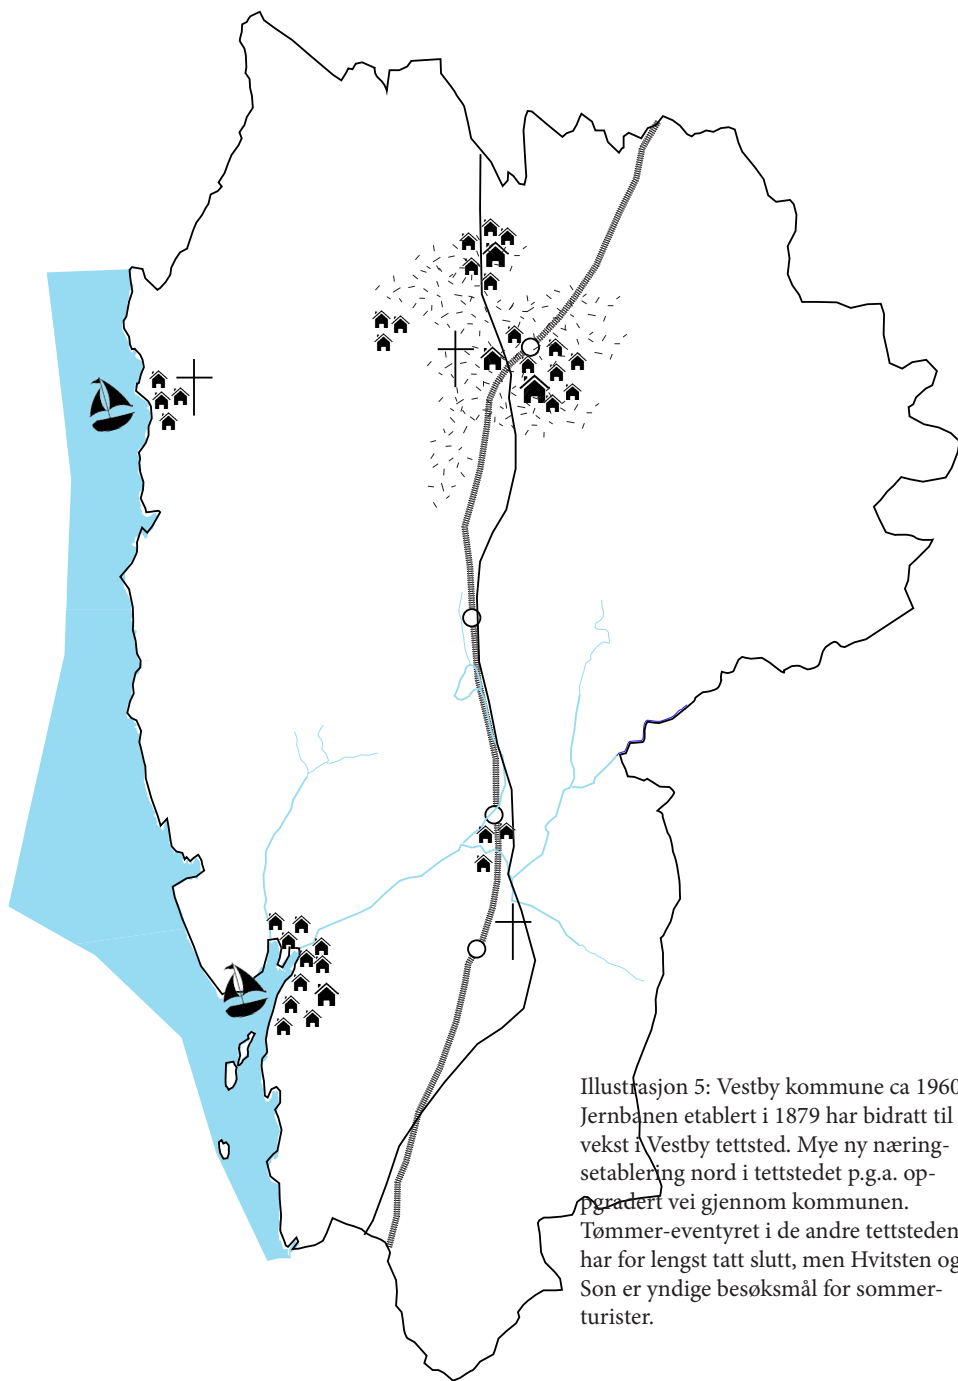 Illustrasjon 5: Vestby kommune ca 1960
Jernbanen etablert i 1879 har bidratt til
vekst i Vestby tettsted. Mye ny næring-
setablering nord i tettstedet p.g.a. op-
pgradert vei gjennom kommunen.
Tømmer-eventyret i de andre tettsteden
har for lengst tatt slutt, men Hvitsten og
Son er yndige besøksmål for sommer-
turister.